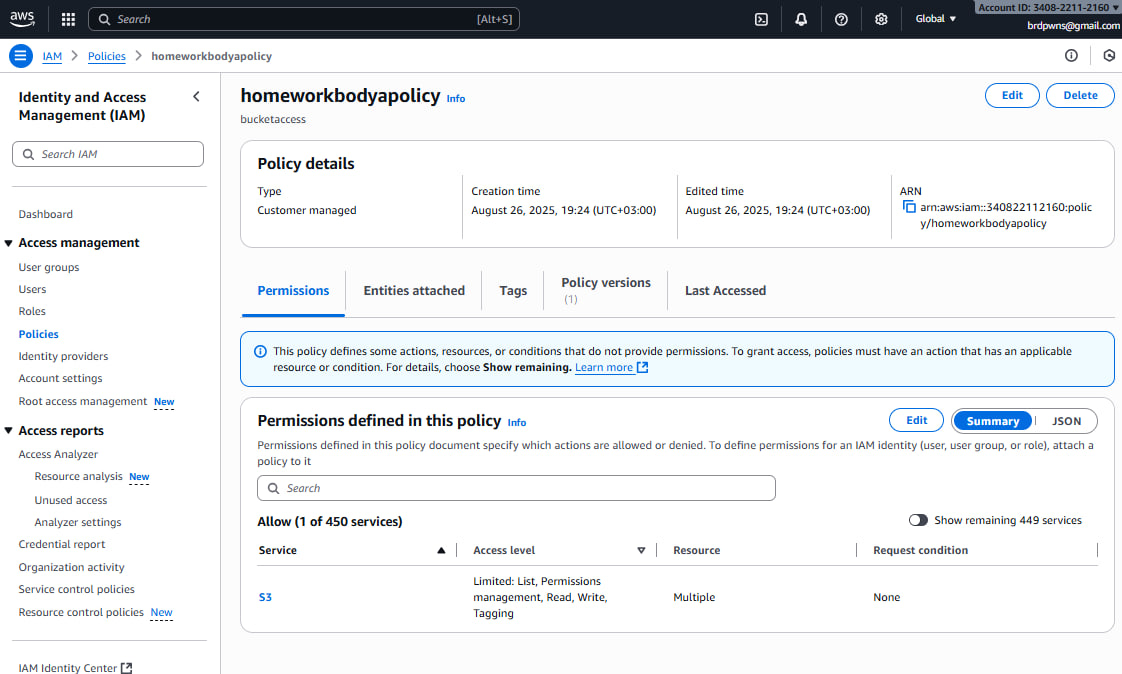 aws
Search [Alt+S]
Global
Account ID: 3408-2211-2160
brdpwns@gmail.com
IAM
Policies
homeworkbodyapolicy
Identity and Access
Management (IAM)
Search IAM
Dashboard
Access management
User groups
Users
Roles
Policies
Identity providers
Account settings
Root access management New
Access reports
Access Analyzer
Resource analysis New
Unused access
Analyzer settings
Credential report
Organization activity
Service control policies
Resource control policies New
IAM Identity Center
homeworkbodyapolicy Info
Edit
Delete
bucketaccess
Policy details
Type
Customer managed
Creation time
August 26, 2025, 19:24 (UTC+03:00)
Edited time
August 26, 2025, 19:24 (UTC+03:00)
ARN
arn:aws:iam::340822112160:polic
y/homeworkbodyapolicy
Permissions
Entities attached
Tags
Policy versions
(1)
Last Accessed
This policy defines some actions, resources, or conditions that do not provide permissions. To grant access, policies must have an action that has an applicable
resource or condition. For details, choose Show remaining. Learn more
Permissions defined in this policy Info
Edit
Summary
JSON
Permissions defined in this policy document specify which actions are allowed or denied. To define permissions for an IAM identity (user, user group, or role), attach a
policy to it
Search
Allow (1 of 450 services)
Show remaining 449 services
Service
Access level
Resource
Request condition
S3
Limited: List, Permissions
management, Read, Write,
Tagging
Multiple
None